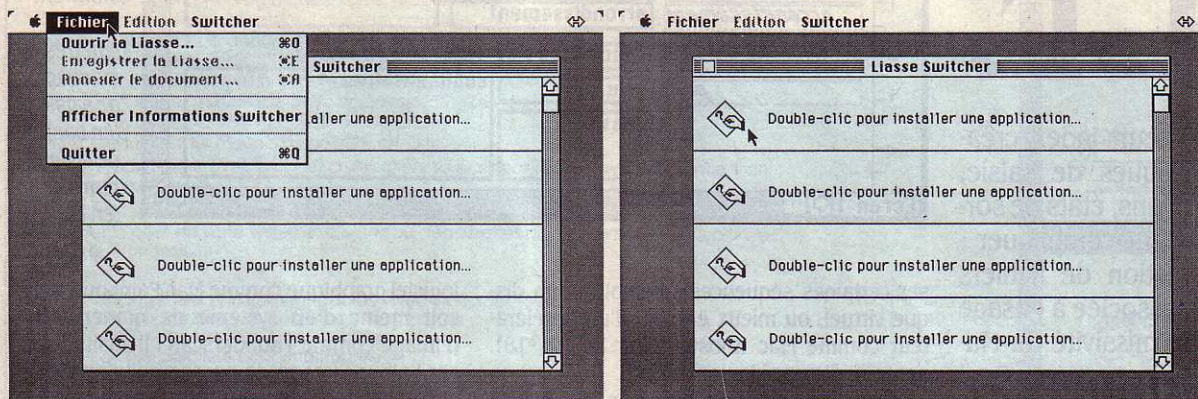 Fichier Edition Switcher
Ouvrir la Liasse... ⌘O
Enregistrer la Liasse... ⌘E
Annexer le document... ⌘A
Afficher Informations Switcher
Quitter ⌘Q
Switcher
aller une application...
Double-clic pour installer une application...
Double-clic pour installer une application...
Double-clic pour installer une application...
Fichier Edition Switcher
Liasse Switcher
Double-clic pour installer une application...
Double-clic pour installer une application...
Double-clic pour installer une application...
Double-clic pour installer une application...